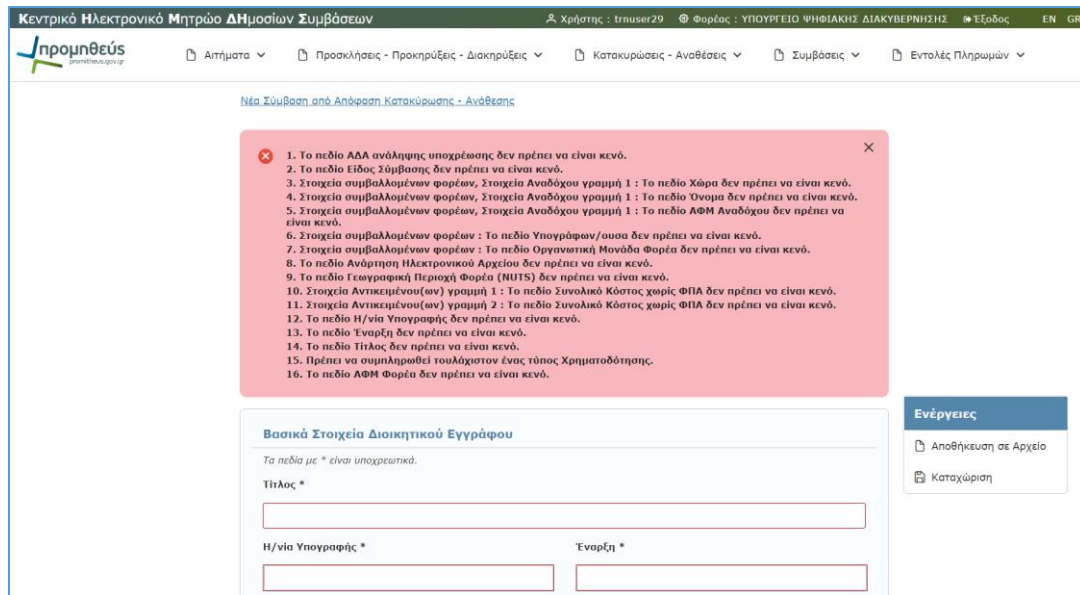 Κεντρικό Ηλεκτρονικό Μητρώο ΔΗμοσίων Συμβάσεων
Χρήστης : trnuser29 Φορέας : ΥΠΟΥΡΓΕΙΟ ΨΗΦΙΑΚΗΣ ΔΙΑΚΥΒΕΡΝΗΣΗΣ Έξοδος EN GR
προμηθεύς
promitheus.gov.gr
Αιτήματα Προσκλήσεις - Προκηρύξεις - Διακηρύξεις Κατακυρώσεις - Αναθέσεις Συμβάσεις Εντολές Πληρωμών
Νέα Σύμβαση από Απόφαση Κατακύρωσης - Ανάθεσης
1. Το πεδίο ΑΔΑ ανάληψης υποχρέωσης δεν πρέπει να είναι κενό.
2. Το πεδίο Είδος Σύμβασης δεν πρέπει να είναι κενό.
3. Στοιχεία συμβαλλομένων φορέων, Στοιχεία Αναδόχου γραμμή 1 : Το πεδίο Χώρα δεν πρέπει να είναι κενό.
4. Στοιχεία συμβαλλομένων φορέων, Στοιχεία Αναδόχου γραμμή 1 : Το πεδίο Όνομα δεν πρέπει να είναι κενό.
5. Στοιχεία συμβαλλομένων φορέων, Στοιχεία Αναδόχου γραμμή 1 : Το πεδίο ΑΦΜ Αναδόχου δεν πρέπει να
είναι κενό.
6. Στοιχεία συμβαλλομένων φορέων : Το πεδίο Υπογράφων/ουσα δεν πρέπει να είναι κενό.
7. Στοιχεία συμβαλλομένων φορέων : Το πεδίο Οργανωτική Μονάδα Φορέα δεν πρέπει να είναι κενό.
8. Το πεδίο Ανάρτηση Ηλεκτρονικού Αρχείου δεν πρέπει να είναι κενό.
9. Το πεδίο Γεωγραφική Περιοχή Φορέα (NUTS) δεν πρέπει να είναι κενό.
10. Στοιχεία Αντικειμένου(ων) γραμμή 1 : Το πεδίο Συνολικό Κόστος χωρίς ΦΠΑ δεν πρέπει να είναι κενό.
11. Στοιχεία Αντικειμένου(ων) γραμμή 2 : Το πεδίο Συνολικό Κόστος χωρίς ΦΠΑ δεν πρέπει να είναι κενό.
12. Το πεδίο Η/νία Υπογραφής δεν πρέπει να είναι κενό.
13. Το πεδίο Έναρξη δεν πρέπει να είναι κενό.
14. Το πεδίο Τίτλος δεν πρέπει να είναι κενό.
15. Πρέπει να συμπληρωθεί τουλάχιστον ένας τύπος Χρηματοδότησης.
16. Το πεδίο ΑΦΜ Φορέα δεν πρέπει να είναι κενό.
Βασικά Στοιχεία Διοικητικού Εγγράφου
Τα πεδία με * είναι υποχρεωτικά.
Τίτλος *
Η/νία Υπογραφής * Έναρξη *
Ενέργειες
Αποθήκευση σε Αρχείο
Καταχώριση